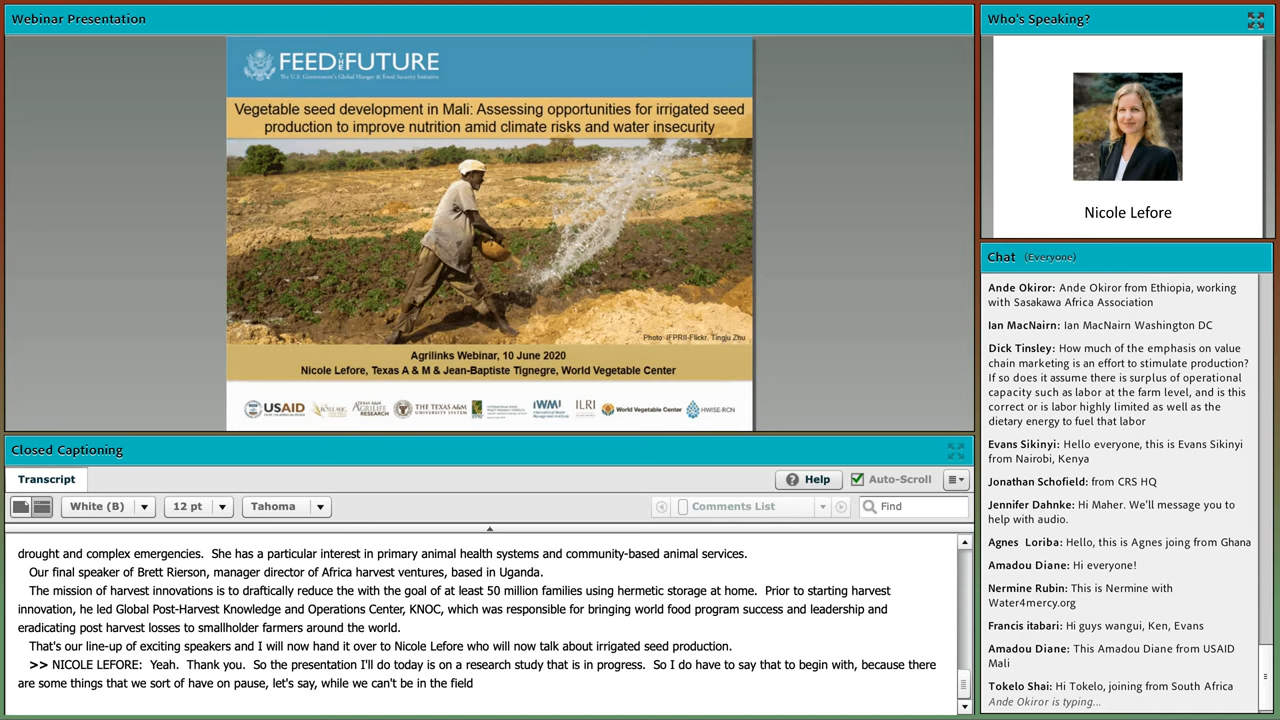 Webinar Presentation
FEED THE FUTURE
The U.S. Government's Global Hunger & Food Security Initiative
Vegetable seed development in Mali: Assessing opportunities for irrigated seed
production to improve nutrition amid climate risks and water insecurity
Photo: IFPRII-Flickr, Tingju Zhu
Agrilinks Webinar, 10 June 2020
Nicole Lefore, Texas A & M & Jean-Baptiste Tignegre, World Vegetable Center
USAID
TEXAS A&M
AGRILIFE
RESEARCH
THE TEXAS A&M
UNIVERSITY SYSTEM
IWMI
International Water
Management Institute
ILRI
World Vegetable Center
HWISE-RCN
Who's Speaking?
Nicole Lefore
Chat (Everyone)
Ande Okiror: Ande Okiror from Ethiopia, working
with Sasakawa Africa Association
Ian MacNairn: Ian MacNairn Washington DC
Dick Tinsley: How much of the emphasis on value
chain marketing is an effort to stimulate production?
If so does it assume there is surplus of operational
capacity such as labor at the farm level, and is this
correct or is labor highly limited as well as the
dietary energy to fuel that labor
Evans Sikinyi: Hello everyone, this is Evans Sikinyi
from Nairobi, Kenya
Jonathan Schofield: from CRS HQ
Jennifer Dahnke: Hi Maher. We'll message you to
help with audio.
Agnes Loriba: Hello, this is Agnes joing from Ghana
Amadou Diane: Hi everyone!
Nermine Rubin: This is Nermine with
Water4mercy.org
Francis itabari: Hi guys wangui, Ken, Evans
Amadou Diane: This Amadou Diane from USAID
Mali
Tokelo Shai: Hi Tokelo, joining from South Africa
Ande Okiror is typing...
Closed Captioning
Transcript
Help
Auto-Scroll
White (B)
12 pt
Tahoma
Comments List
Find
drought and complex emergencies. She has a particular interest in primary animal health systems and community-based animal services.
Our final speaker of Brett Rierson, manager director of Africa harvest ventures, based in Uganda.
The mission of harvest innovations is to draftically reduce the with the goal of at least 50 million families using hermetic storage at home. Prior to starting harvest
innovation, he led Global Post-Harvest Knowledge and Operations Center, KNOC, which was responsible for bringing world food program success and leadership and
eradicating post harvest losses to smallholder farmers around the world.
That's our line-up of exciting speakers and I will now hand it over to Nicole Lefore who will now talk about irrigated seed production.
>> NICOLE LEFORE: Yeah. Thank you. So the presentation I'll do today is on a research study that is in progress. So I do have to say that to begin with, because there
are some things that we sort of have on pause, let's say, while we can't be in the field